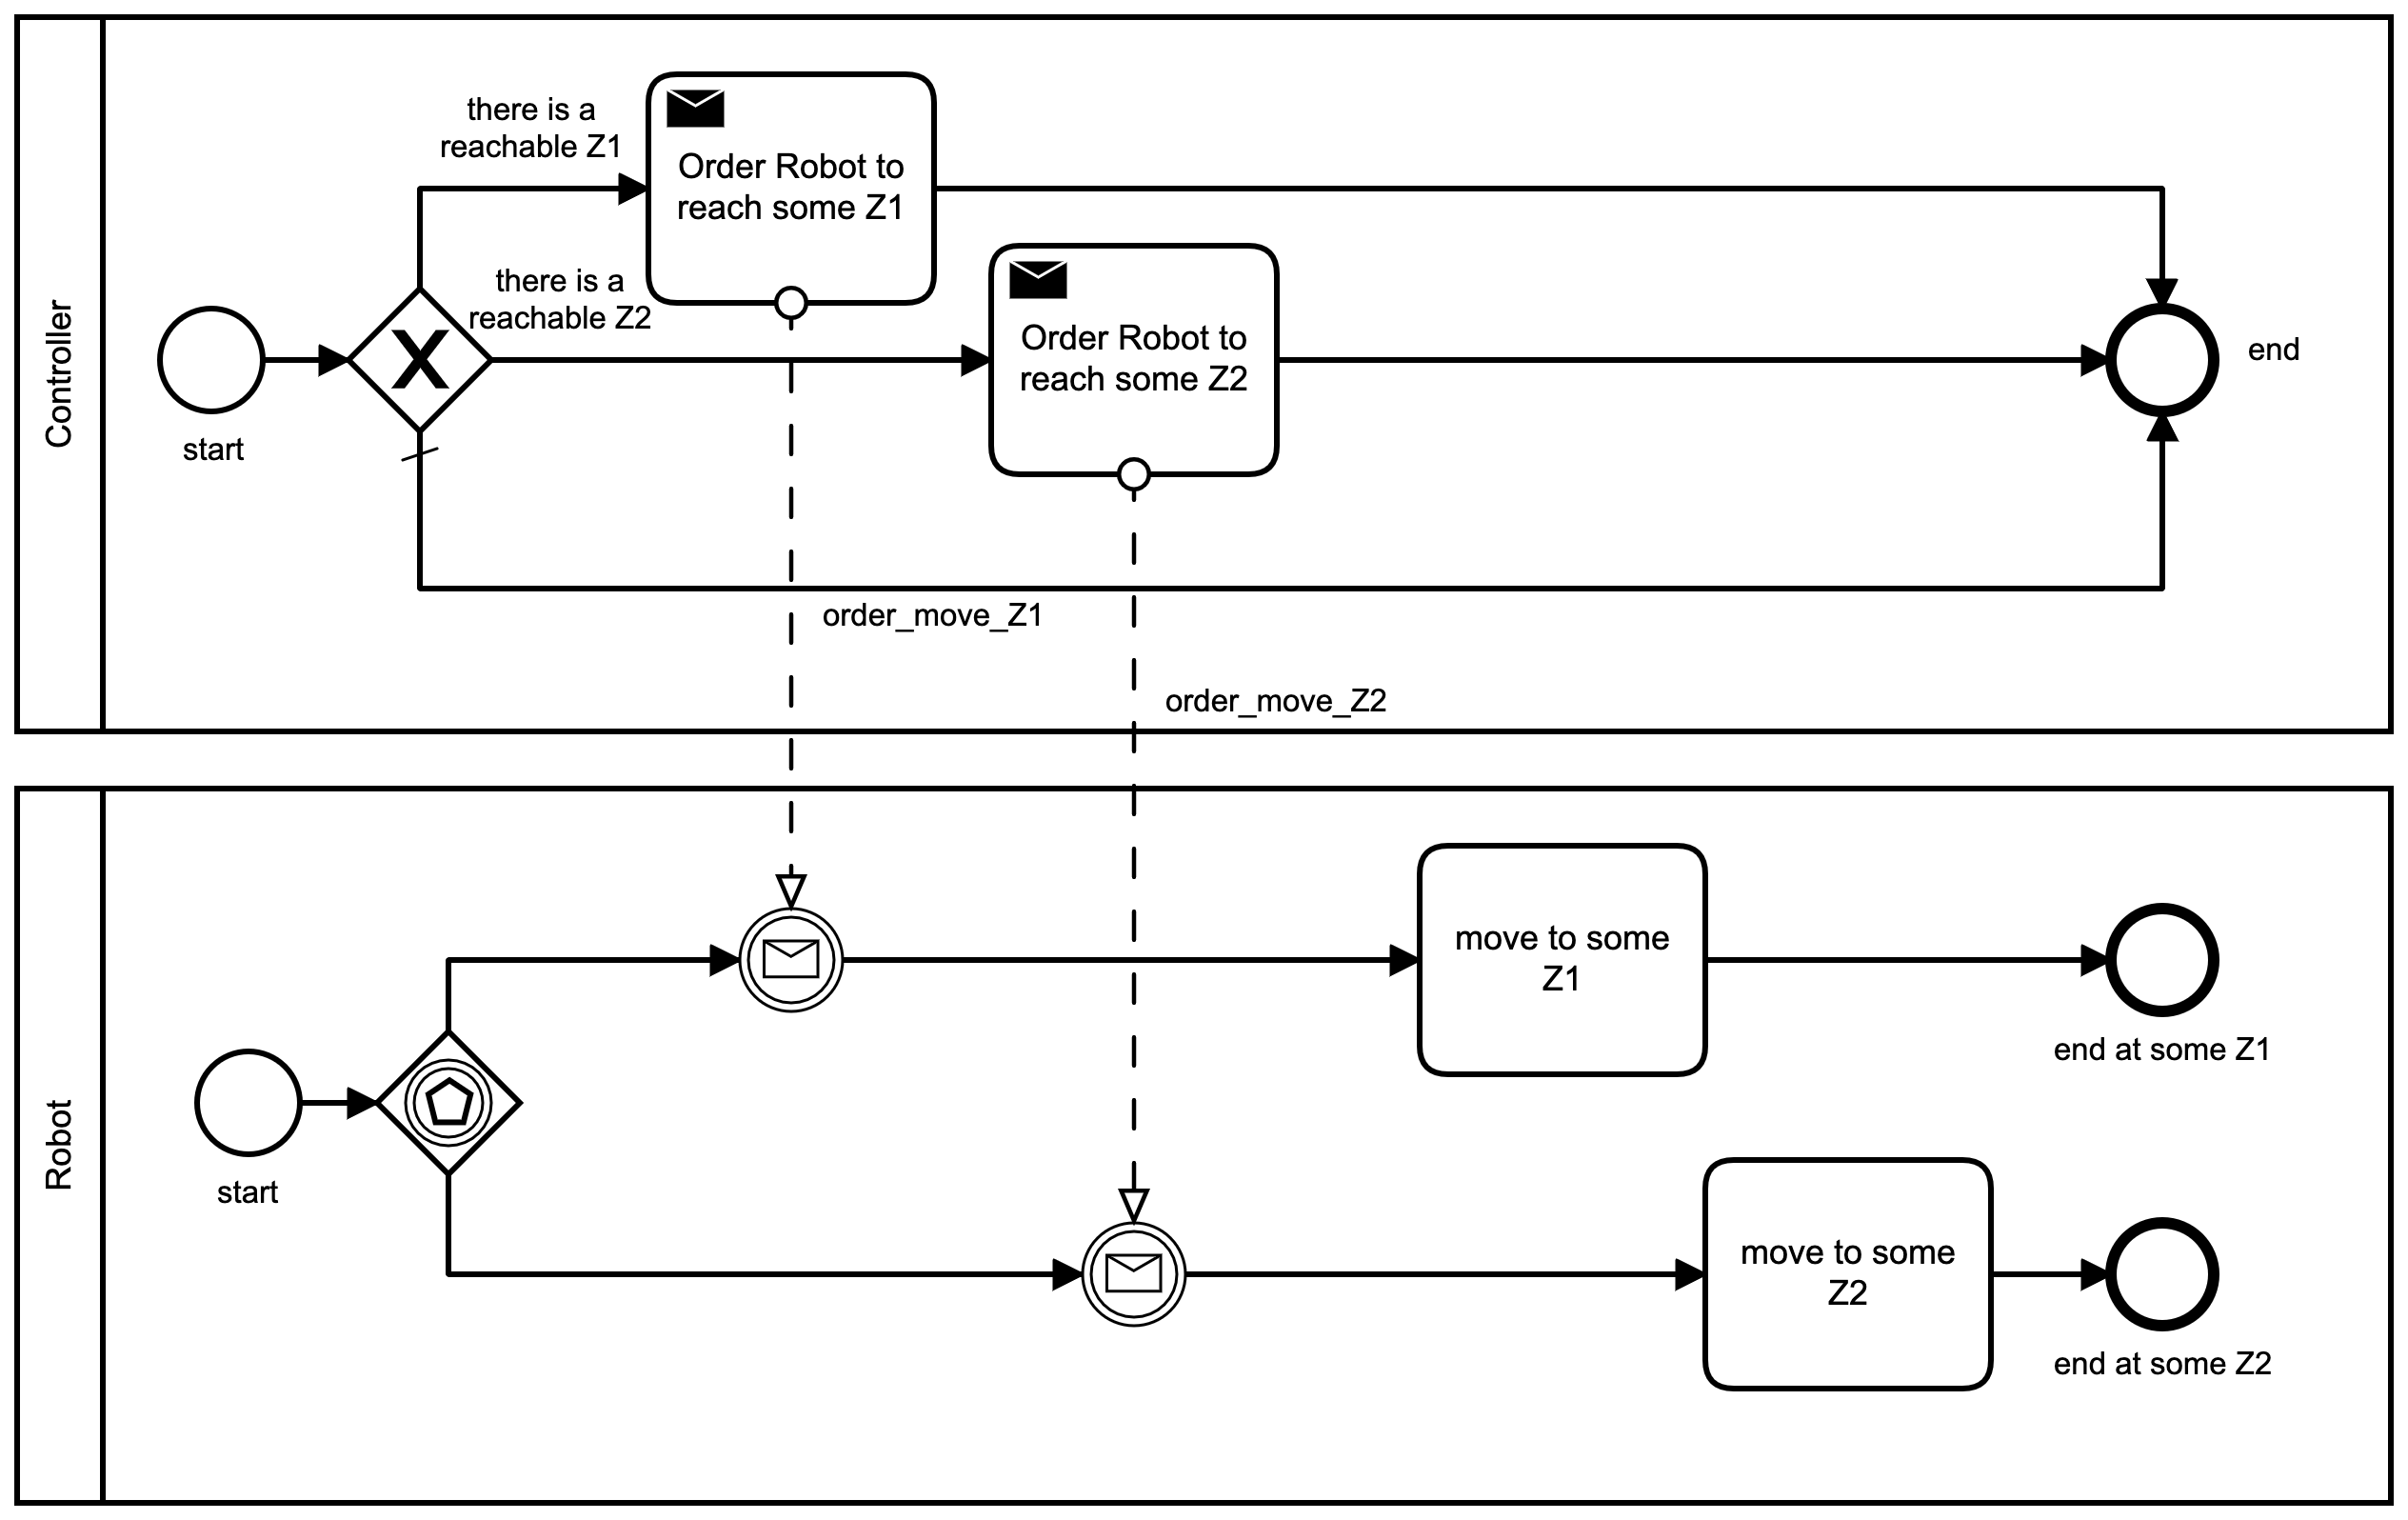 Controller
there is a
reachable Z1
Order Robot to
reach some Z1
there is a
reachable Z2
Order Robot to
reach some Z2
X
start
end
order_move_Z1
order_move_Z2
Robot
start
move to some
Z1
end at some Z1
move to some
Z2
end at some Z2